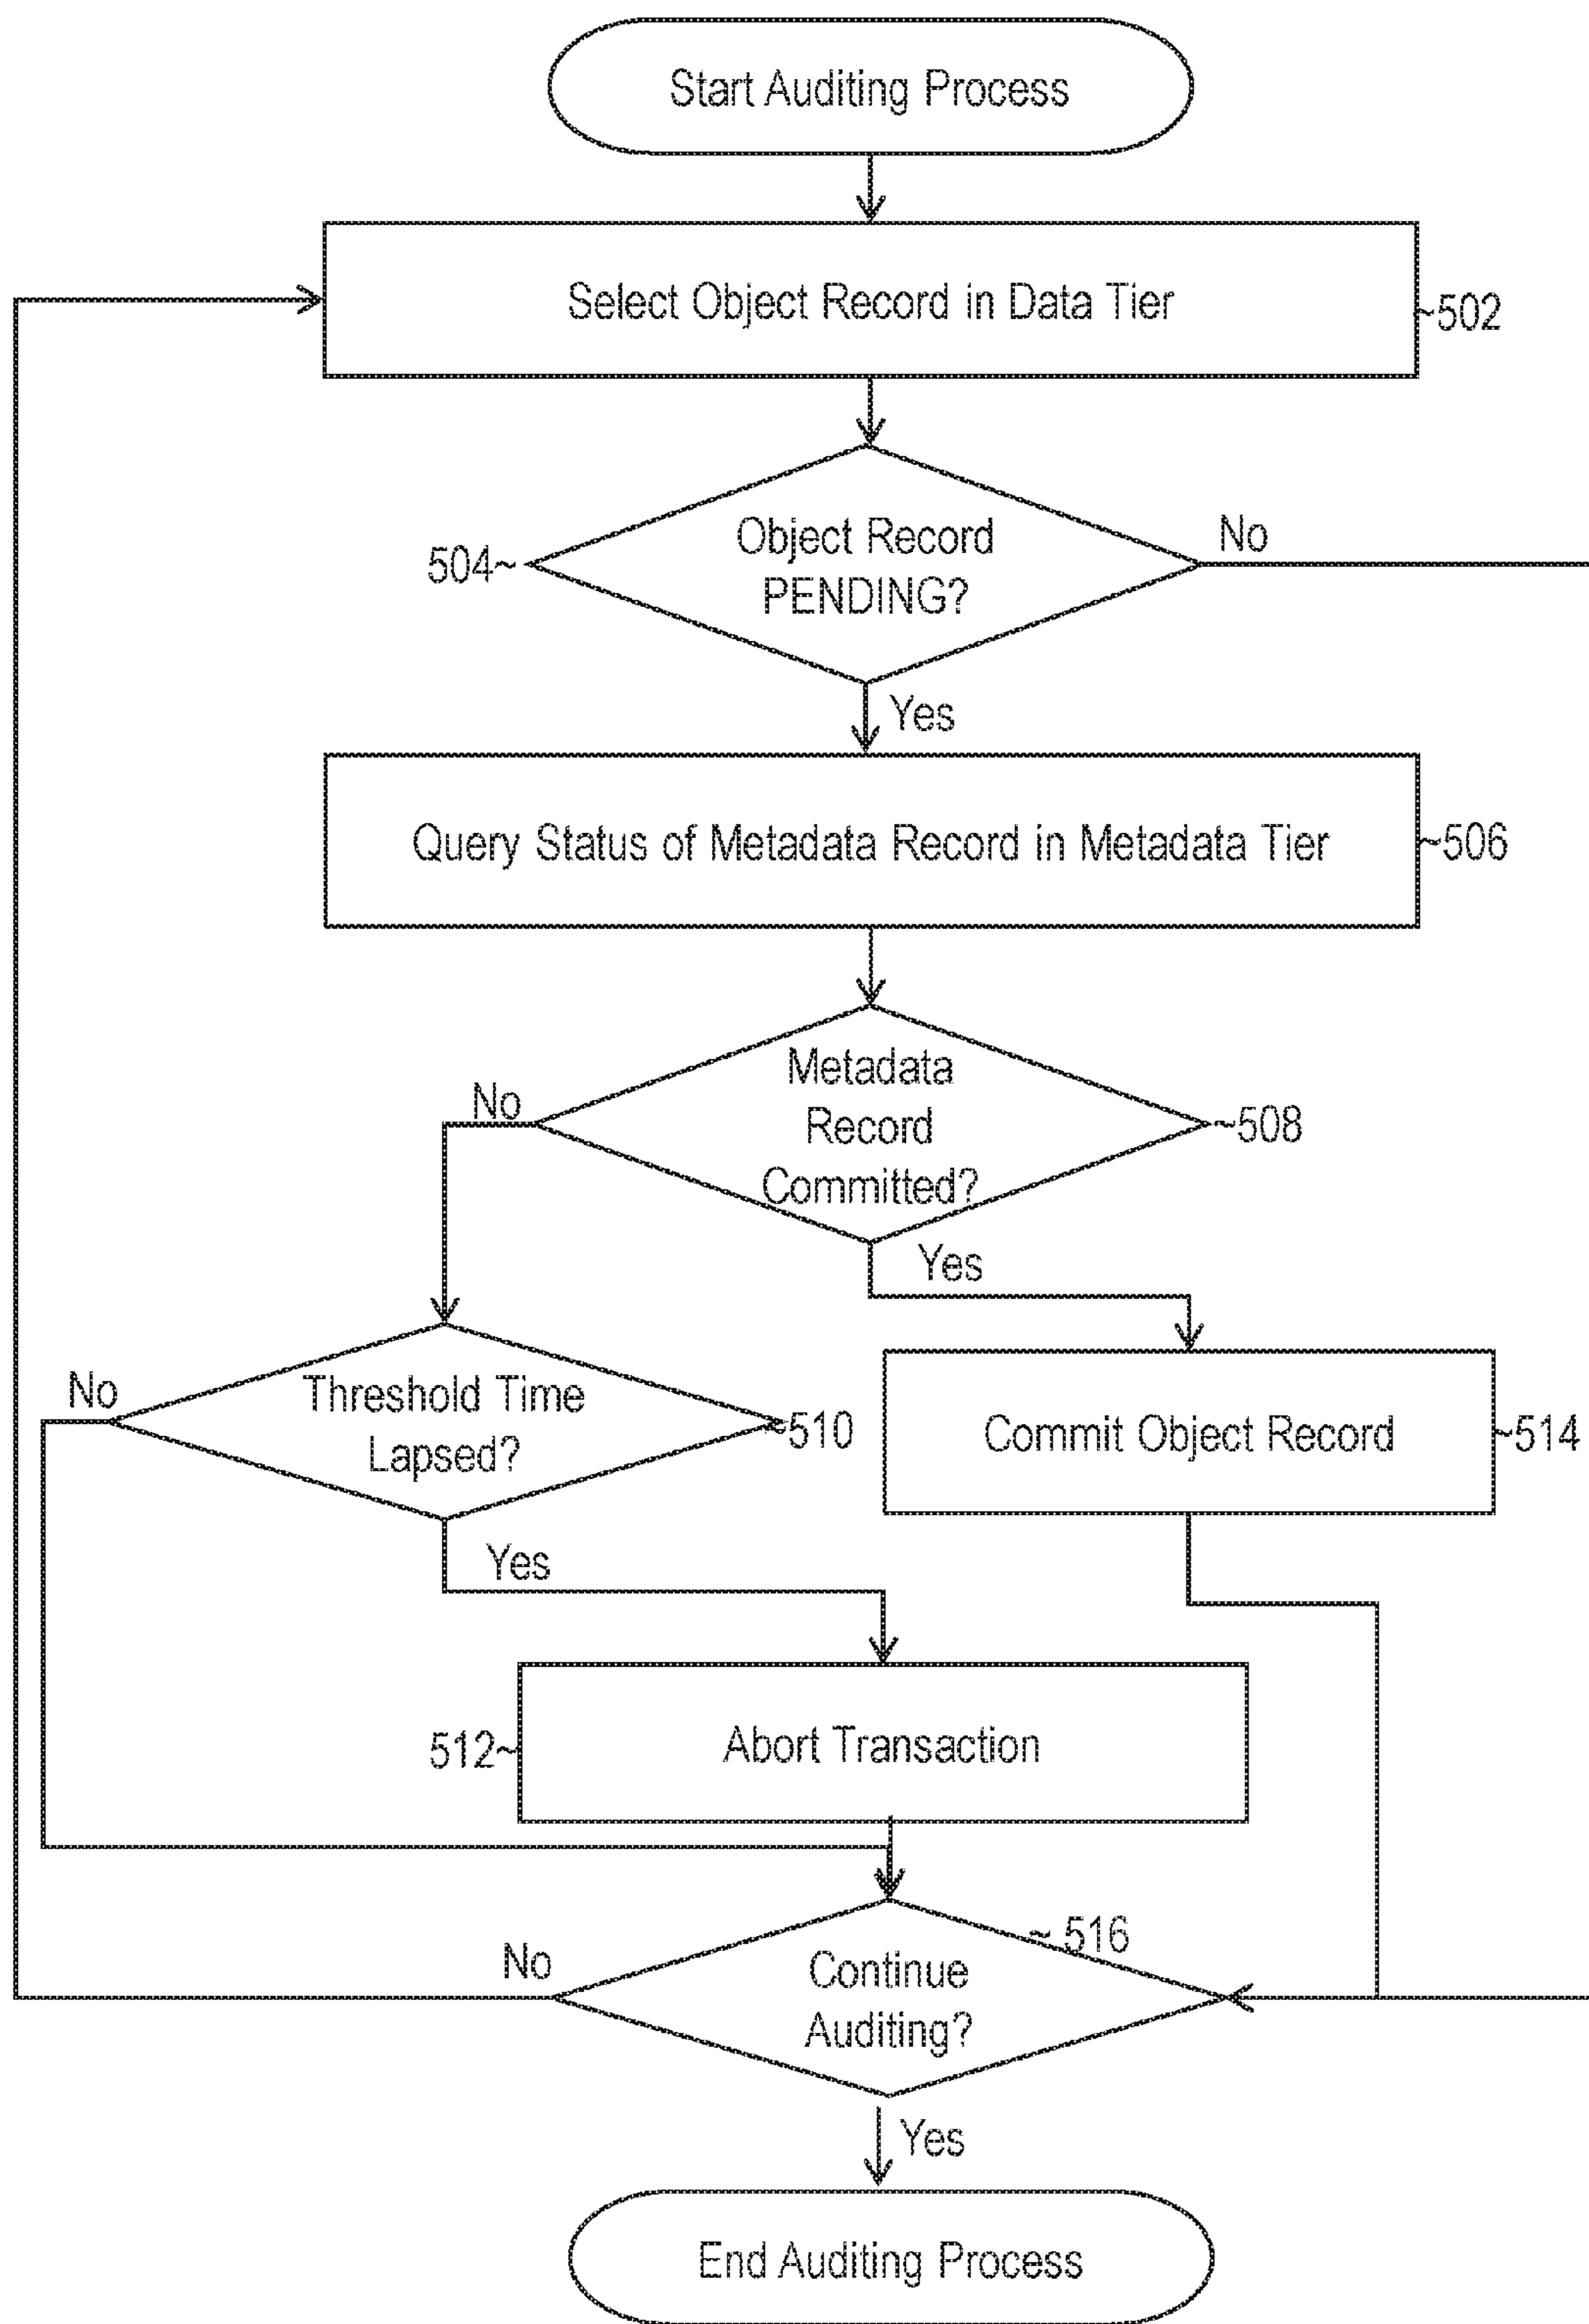 Start Auditing Process
Select Object Record in Data Tier
~502
Object Record
PENDING?
504~
No
Yes
Query Status of Metadata Record in Metadata Tier
~506
Metadata
Record
Committed?
No
~508
Yes
No
Threshold Time
Lapsed?
~510
Commit Object Record
~514
Yes
512~
Abort Transaction
~516
No
Continue
Auditing?
Yes
End Auditing Process